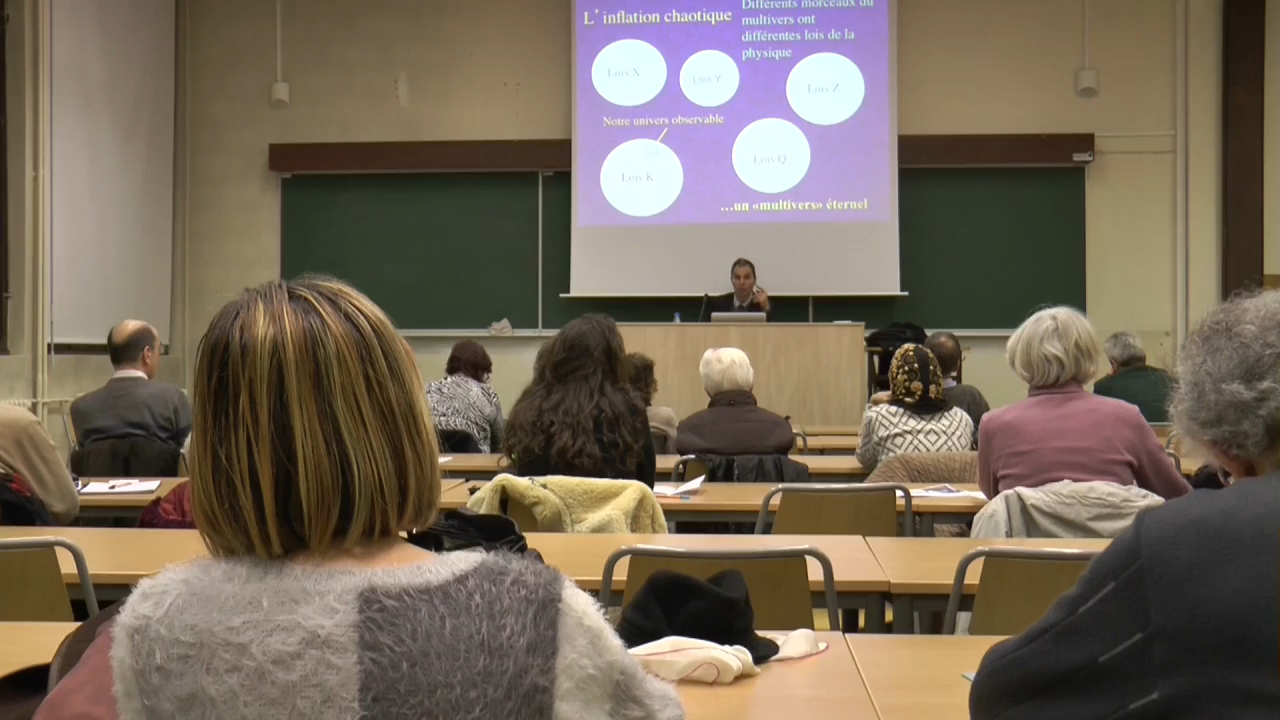 L'inflation chaotique
Différents morceaux du
multivers ont
différentes lois de la
physique
Lois X
Lois Y
Lois Z
Notre univers observable
Lois K
Lois Q
...un «multivers» éternel